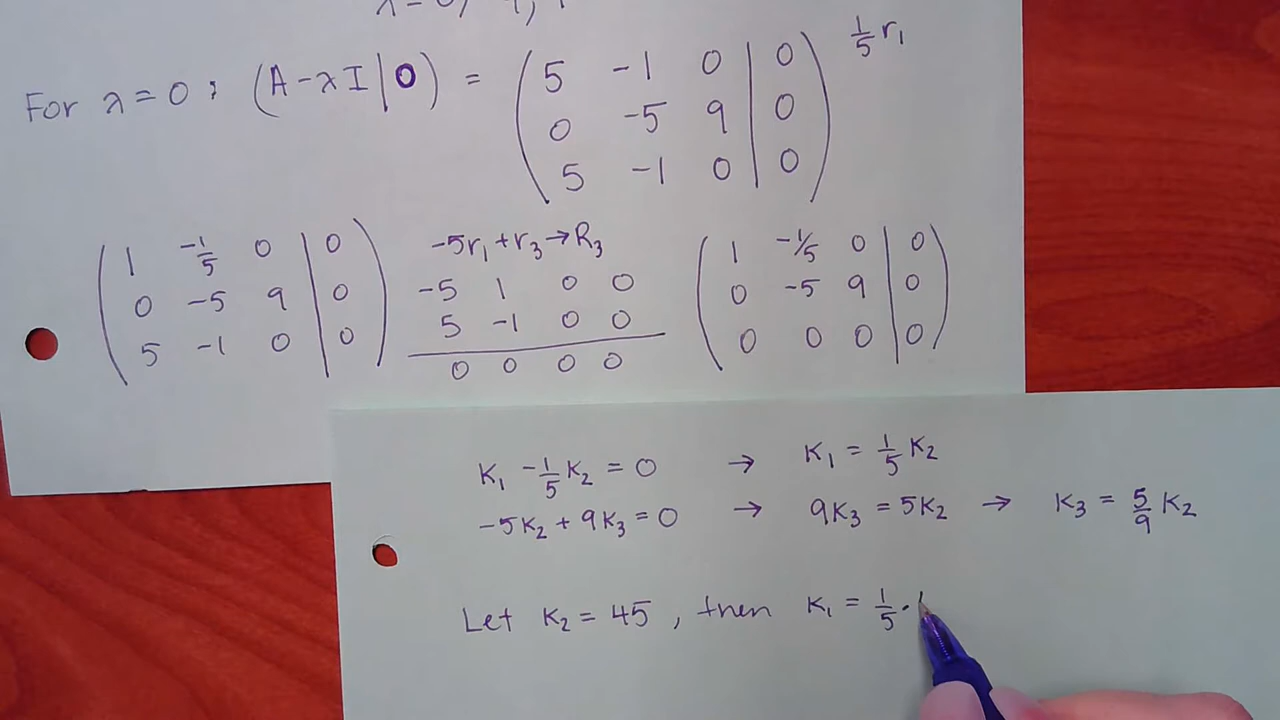 For λ = 0 : (A - λI | 0) = ( 5 -1 0 | 0 ) 1/5 r₁
( 0 -5 9 | 0 )
( 5 -1 0 | 0 )
( 1 -1/5 0 | 0 ) -5r₁ + r₃ → R₃ ( 1 -1/5 0 | 0 )
( 0 -5 9 | 0 ) -5 1 0 0 ( 0 -5 9 | 0 )
( 5 -1 0 | 0 ) 5 -1 0 0 ( 0 0 0 | 0 )
0 0 0 0
K₁ - 1/5 K₂ = 0 → K₁ = 1/5 K₂
-5K₂ + 9K₃ = 0 → 9K₃ = 5K₂ → K₃ = 5/9 K₂
Let K₂ = 45 , then K₁ = 1/5 ·